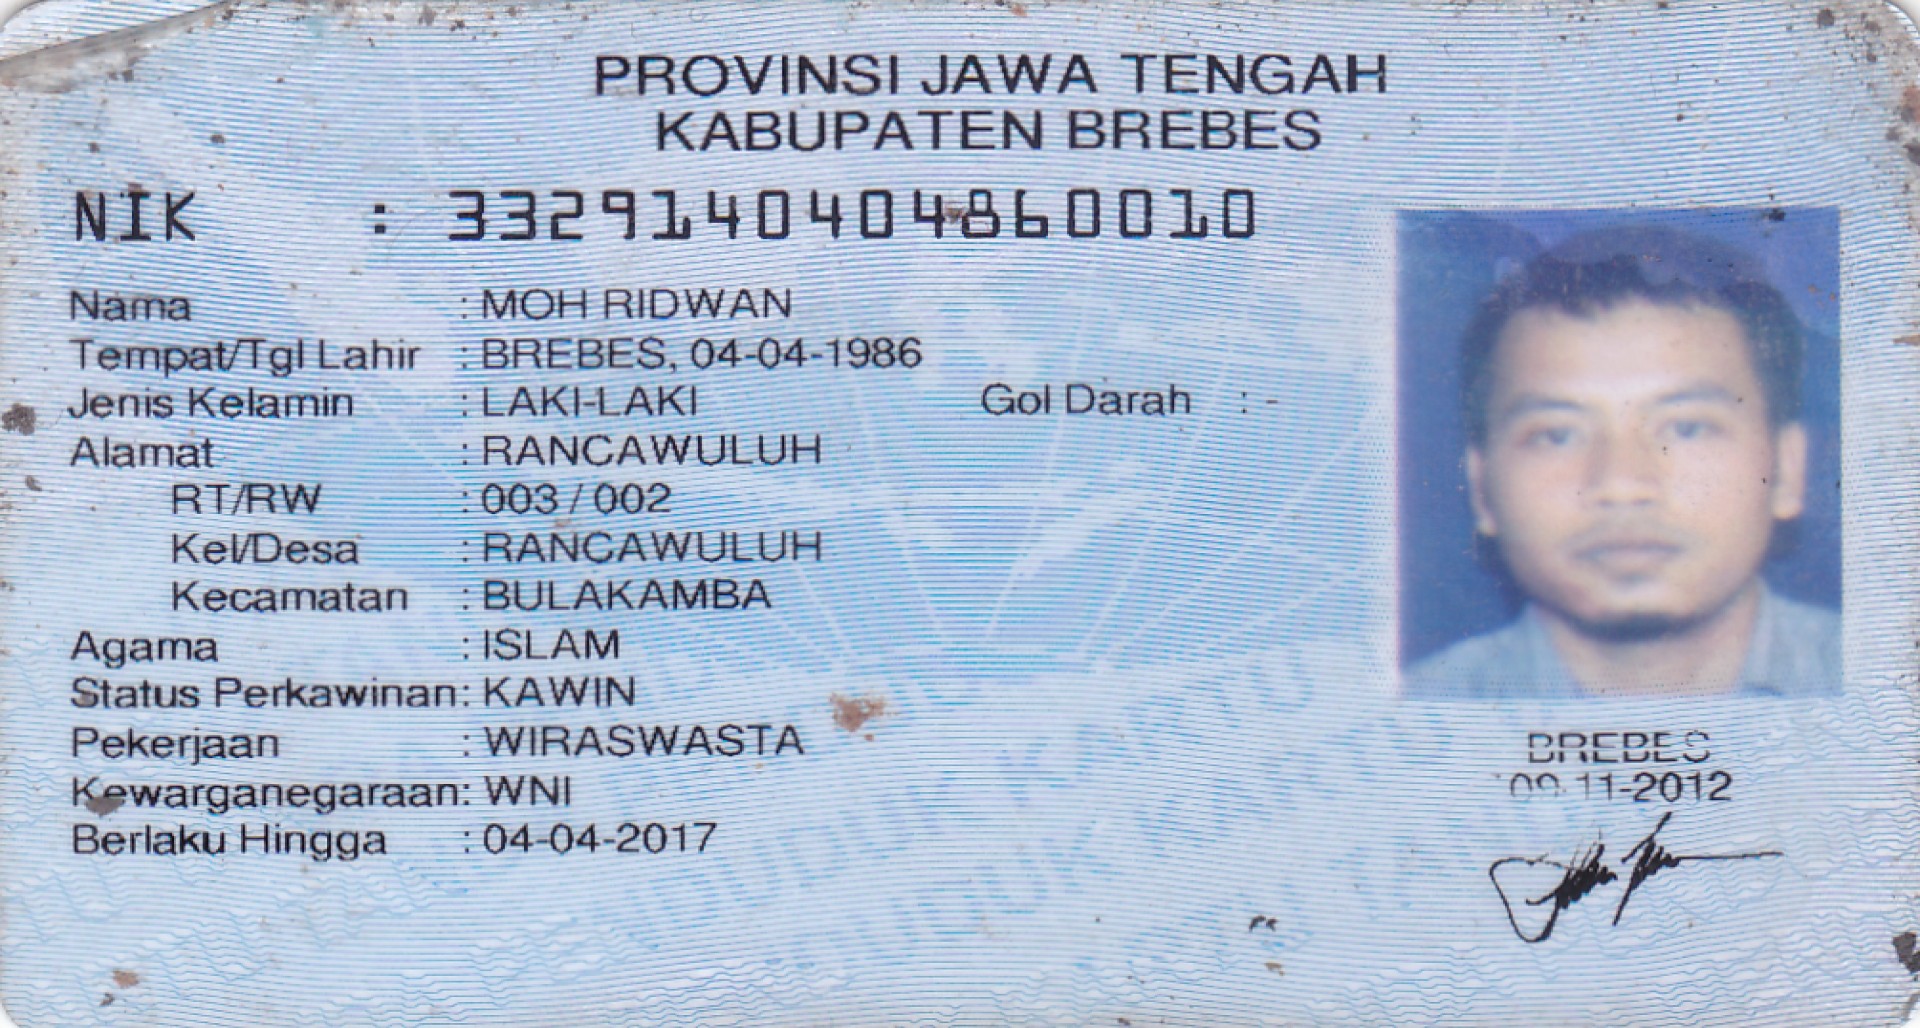 PROVINSI JAWA TENGAH
KABUPATEN BREBES
NIK : 3329140404860010
Nama : MOH RIDWAN
Tempat/Tgl Lahir : BREBES, 04-04-1986
Jenis Kelamin : LAKI-LAKI Gol Darah : -
Alamat : RANCAWULUH
RT/RW : 003 / 002
Kel/Desa : RANCAWULUH
Kecamatan : BULAKAMBA
Agama : ISLAM
Status Perkawinan: KAWIN
Pekerjaan : WIRASWASTA
Kewarganegaraan: WNI
Berlaku Hingga : 04-04-2017
BREBES
09-11-2012